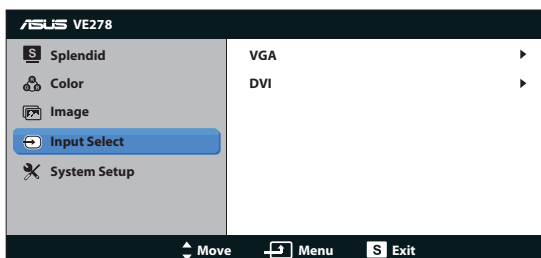 ASUS VE278
S Splendid
Color
Image
Input Select
System Setup
VGA
DVI
Move Menu S Exit